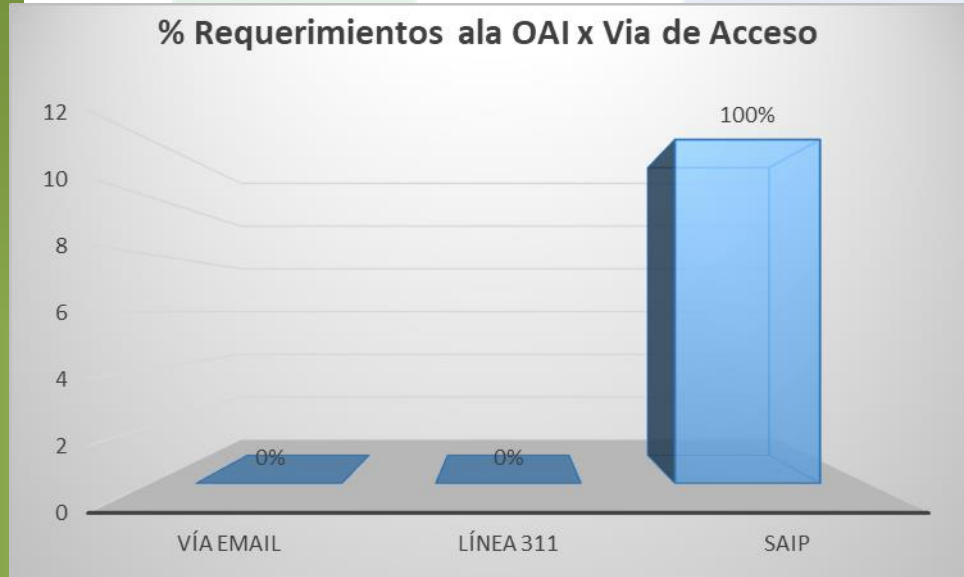 % Requerimientos ala OAI x Via de Acceso
12
10
8
6
4
2
0
0%
0%
100%
VÍA EMAIL
LÍNEA 311
SAIP